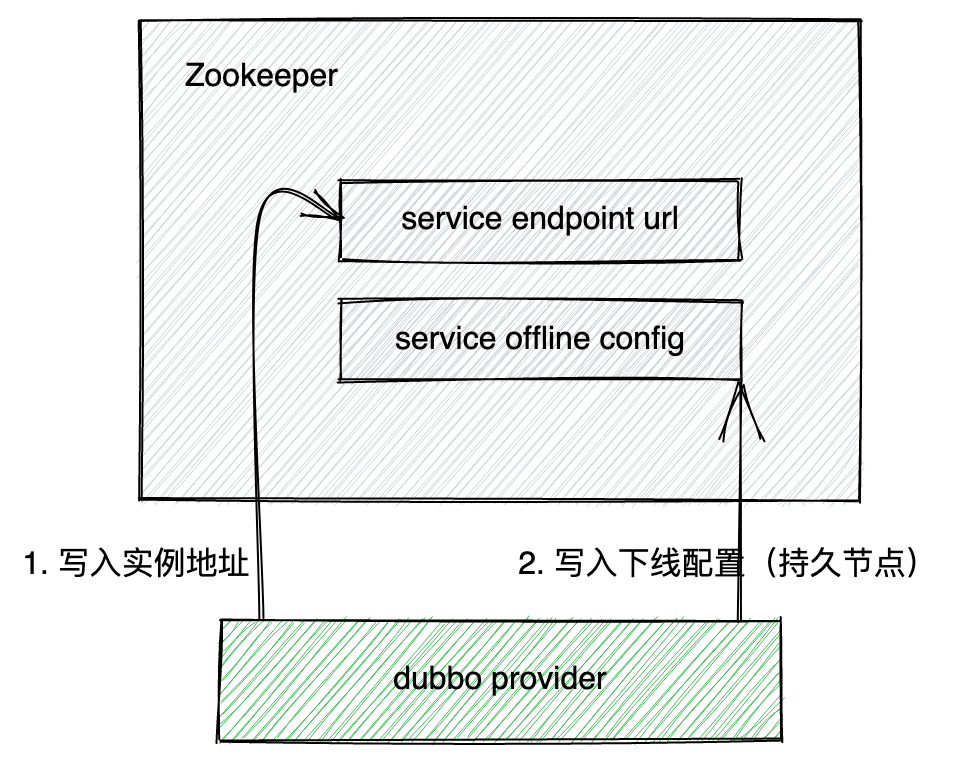 Zookeeper
service endpoint url
service offline config
1. 写入实例地址
2. 写入下线配置（持久节点）
dubbo provider